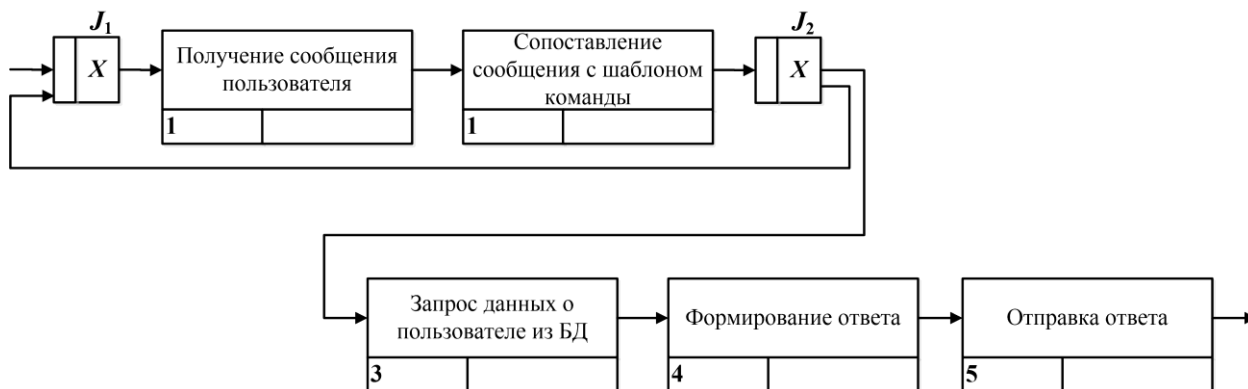 J1
J2
X
Получение сообщения
пользователя
1
Сопоставление
сообщения с шаблоном
команды
1
X
Запрос данных о
пользователе из БД
3
Формирование ответа
4
Отправка ответа
5